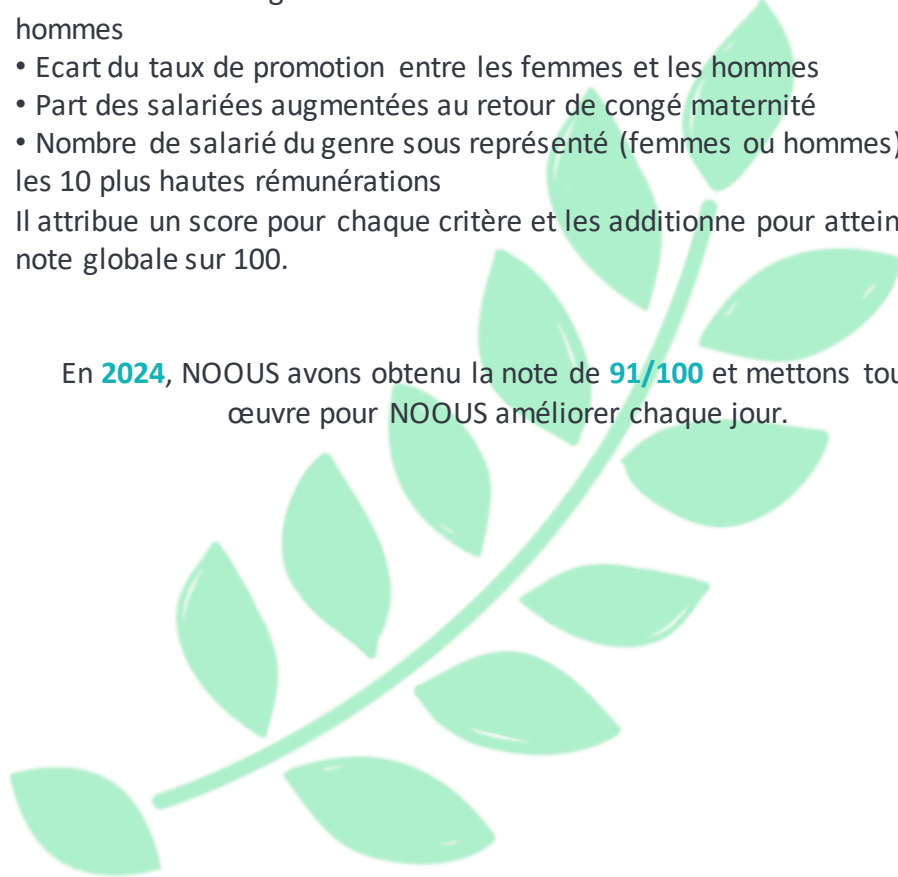 hommes
• Ecart du taux de promotion entre les femmes et les hommes
• Part des salariées augmentées au retour de congé maternité
• Nombre de salarié du genre sous représenté (femmes ou hommes)
les 10 plus hautes rémunérations
Il attribue un score pour chaque critère et les additionne pour attein
note globale sur 100.
En 2024, NOOUS avons obtenu la note de 91/100 et mettons tou
œuvre pour NOOUS améliorer chaque jour.